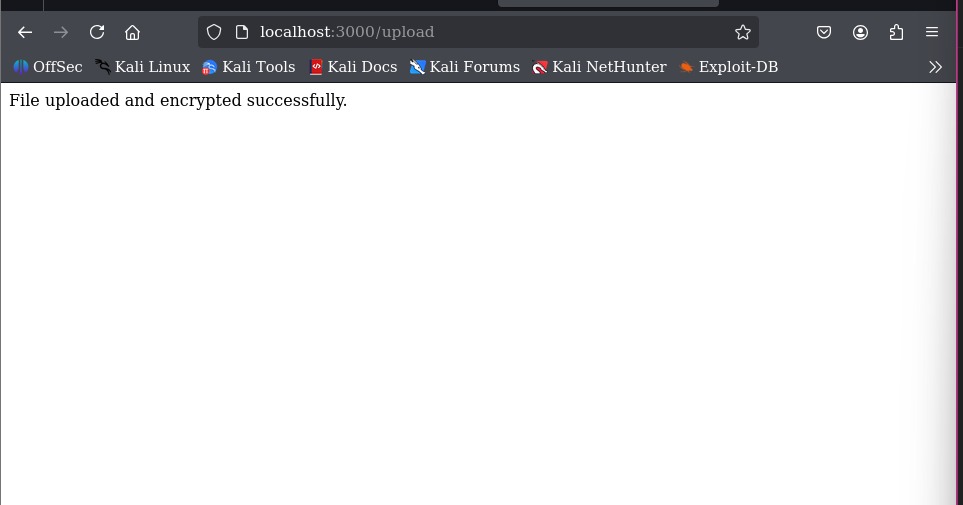 localhost:3000/upload
OffSec Kali Linux Kali Tools Kali Docs Kali Forums Kali NetHunter Exploit-DB
File uploaded and encrypted successfully.